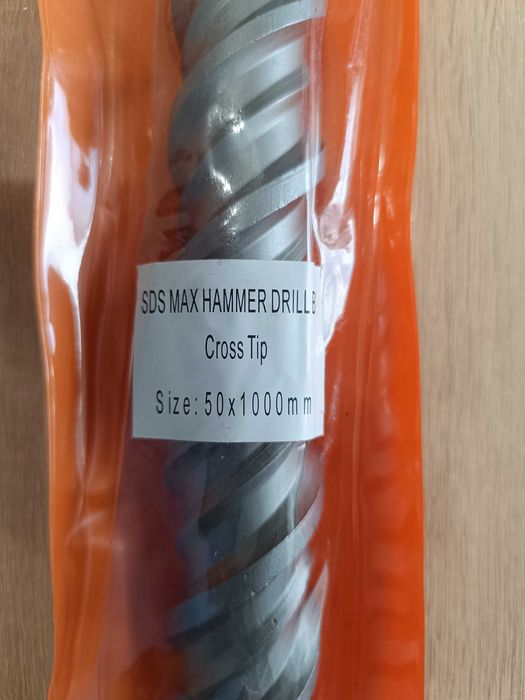 SDS MAX HAMMER DRILL B
Cross Tip
Size: 50x1000mm